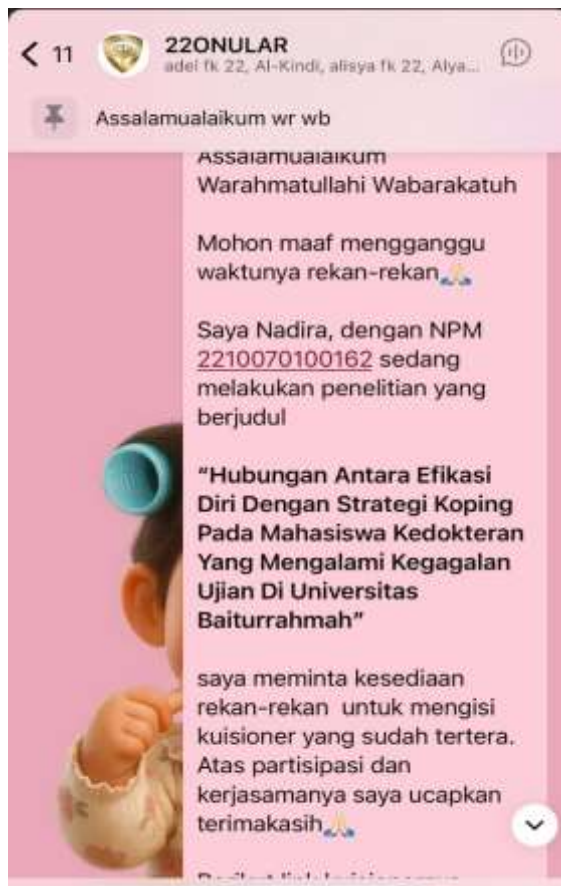 11
22ONULAR
adel fk 22, Al-Kindi, alisya fk 22, Alya...
Assalamualaikum wr wb
Assalamualaikum
Warahmatullahi Wabarakatuh
Mohon maaf mengganggu
waktunya rekan-rekan🙏
Saya Nadira, dengan NPM
2210070100162 sedang
melakukan penelitian yang
berjudul
“Hubungan Antara Efikasi
Diri Dengan Strategi Koping
Pada Mahasiswa Kedokteran
Yang Mengalami Kegagalan
Ujian Di Universitas
Baiturrahmah”
saya meminta kesediaan
rekan-rekan untuk mengisi
kuisioner yang sudah tertera.
Atas partisipasi dan
kerjasamanya saya ucapkan
terimakasih🙏